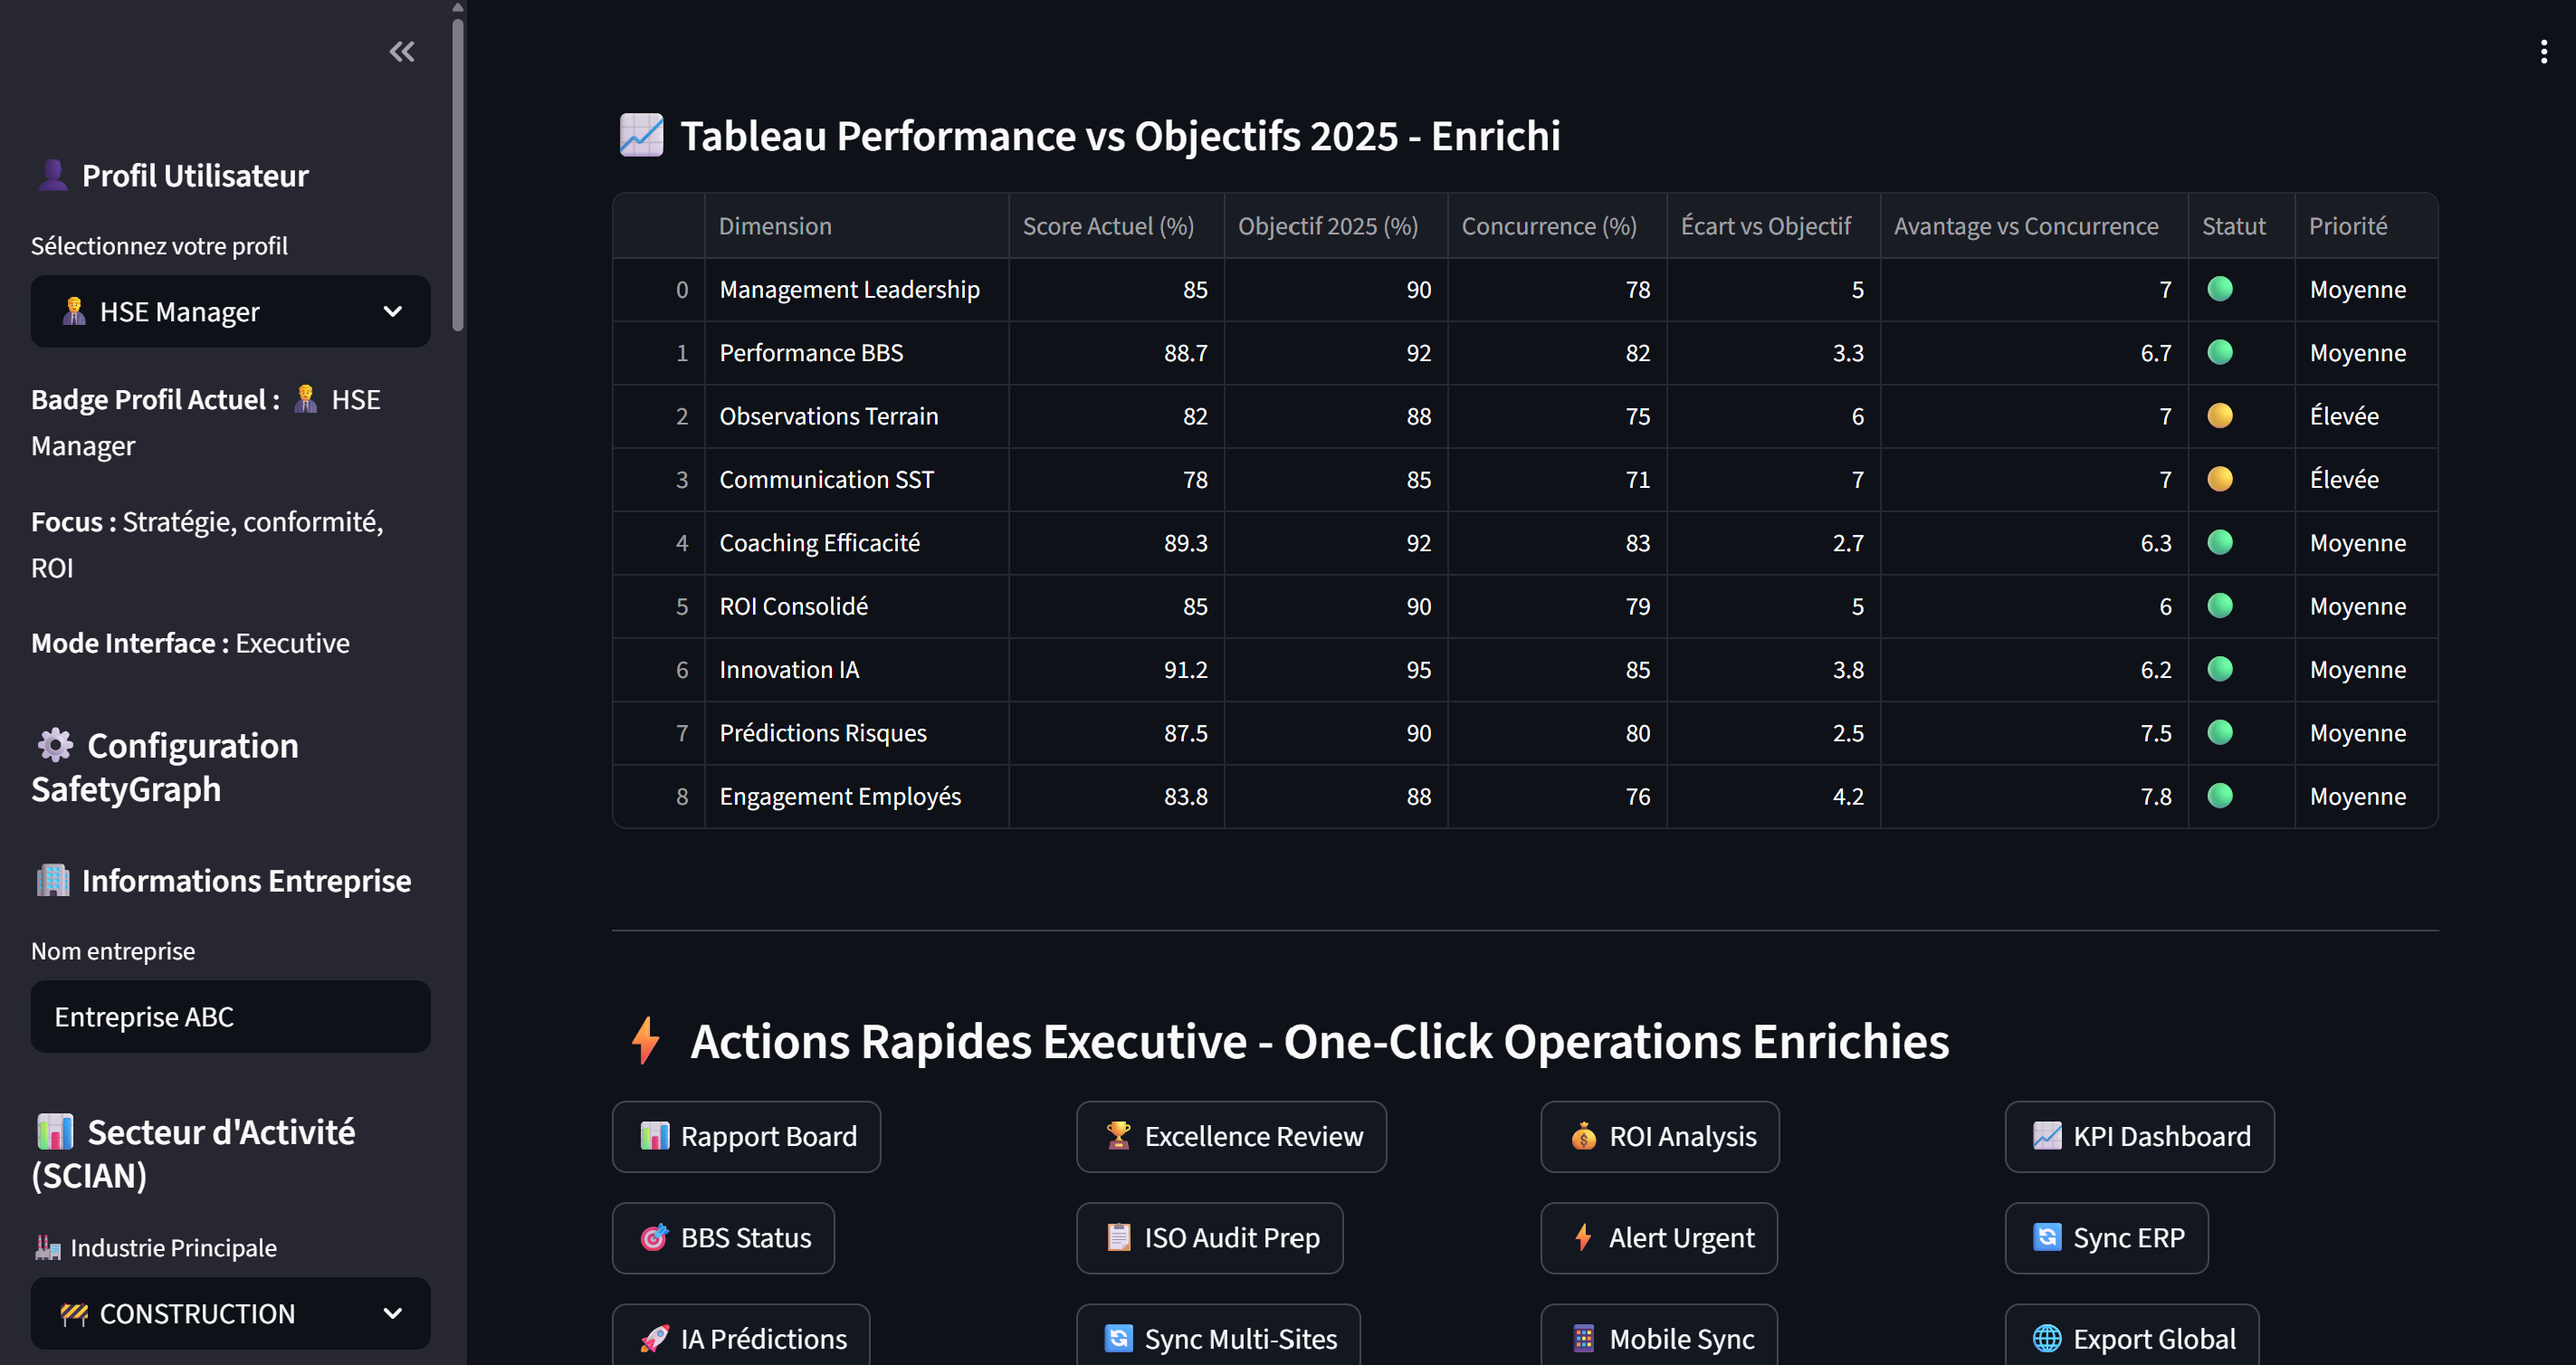 Profil Utilisateur
Sélectionnez votre profil
HSE Manager
Badge Profil Actuel : HSE
Manager
Focus : Stratégie, conformité,
ROI
Mode Interface : Executive
Configuration
SafetyGraph
Informations Entreprise
Nom entreprise
Entreprise ABC
Secteur d'Activité
(SCIAN)
Industrie Principale
CONSTRUCTION
Tableau Performance vs Objectifs 2025 - Enrichi
Dimension Score Actuel (%) Objectif 2025 (%) Concurrence (%) Écart vs Objectif Avantage vs Concurrence Statut Priorité
0 Management Leadership 85 90 78 5 7 Moyenne
1 Performance BBS 88.7 92 82 3.3 6.7 Moyenne
2 Observations Terrain 82 88 75 6 7 Élevée
3 Communication SST 78 85 71 7 7 Élevée
4 Coaching Efficacité 89.3 92 83 2.7 6.3 Moyenne
5 ROI Consolidé 85 90 79 5 6 Moyenne
6 Innovation IA 91.2 95 85 3.8 6.2 Moyenne
7 Prédictions Risques 87.5 90 80 2.5 7.5 Moyenne
8 Engagement Employés 83.8 88 76 4.2 7.8 Moyenne
Actions Rapides Executive - One-Click Operations Enrichies
Rapport Board Excellence Review ROI Analysis KPI Dashboard
BBS Status ISO Audit Prep Alert Urgent Sync ERP
IA Prédictions Sync Multi-Sites Mobile Sync Export Global